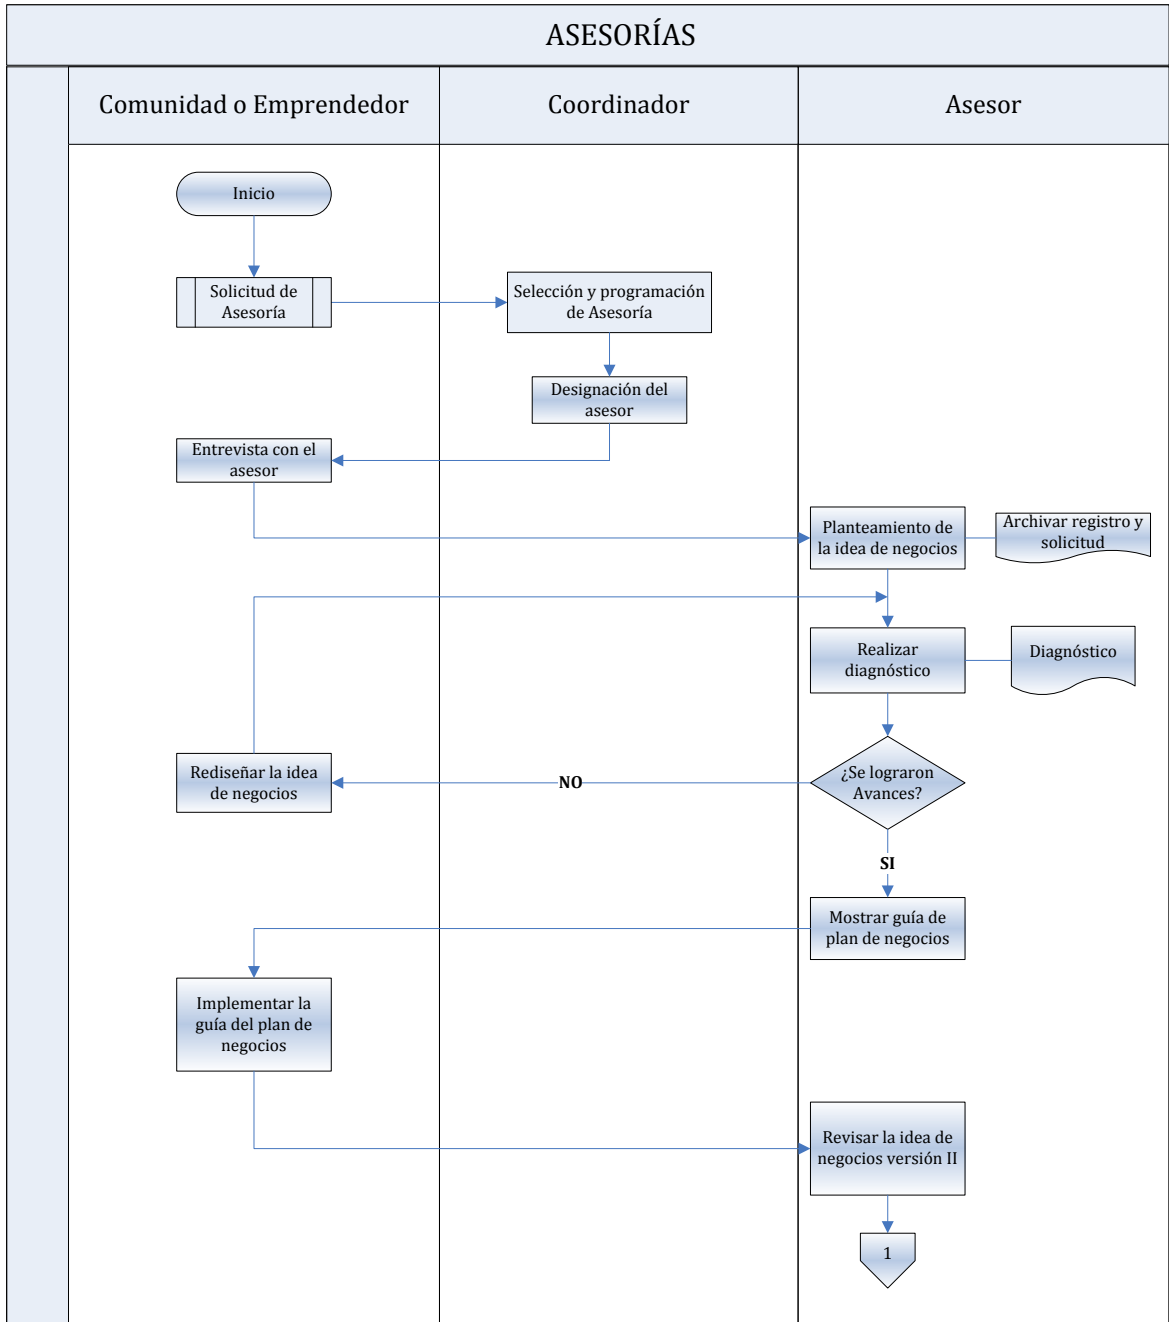 ASESORÍAS
Comunidad o Emprendedor
Coordinador
Asesor
Inicio
Solicitud de
Asesoría
Selección y programación
de Asesoría
Designación del
asesor
Entrevista con el
asesor
Planteamiento de
la idea de negocios
Archivar registro y
solicitud
Realizar
diagnóstico
Diagnóstico
¿Se lograron
Avances?
NO
Rediseñar la idea
de negocios
SI
Mostrar guía de
plan de negocios
Implementar la
guía del plan de
negocios
Revisar la idea de
negocios versión II
1